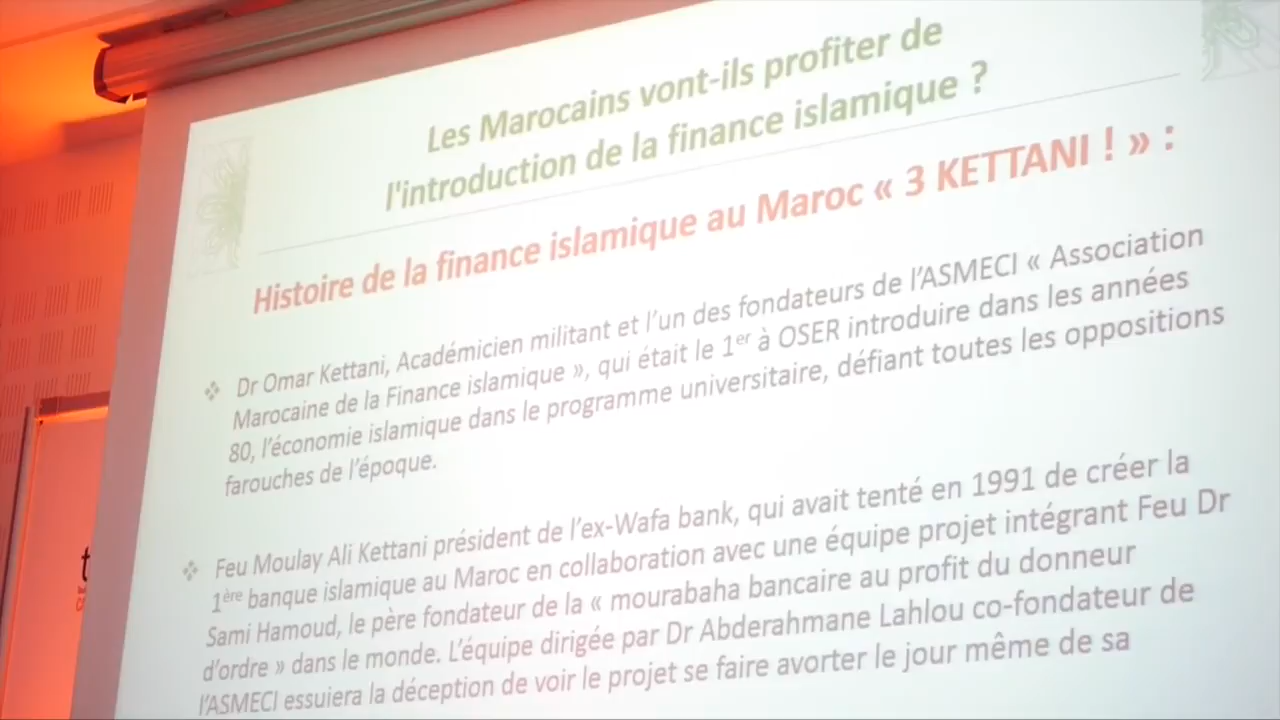 Les Marocains vont-ils profiter de
l'introduction de la finance islamique ?
Histoire de la finance islamique au Maroc « 3 KETTANI ! » :
❖ Dr Omar Kettani, Académicien militant et l'un des fondateurs de l'ASMECI « Association
Marocaine de la Finance islamique », qui était le 1er à OSER introduire dans les années
80, l'économie islamique dans le programme universitaire, défiant toutes les oppositions
farouches de l'époque.
❖ Feu Moulay Ali Kettani président de l'ex-Wafa bank, qui avait tenté en 1991 de créer la
1ère banque islamique au Maroc en collaboration avec une équipe projet intégrant Feu Dr
Sami Hamoud, le père fondateur de la « mourabaha bancaire au profit du donneur
d'ordre » dans le monde. L'équipe dirigée par Dr Abderahmane Lahlou co-fondateur de
l'ASMECI essuiera la déception de voir le projet se faire avorter le jour même de sa